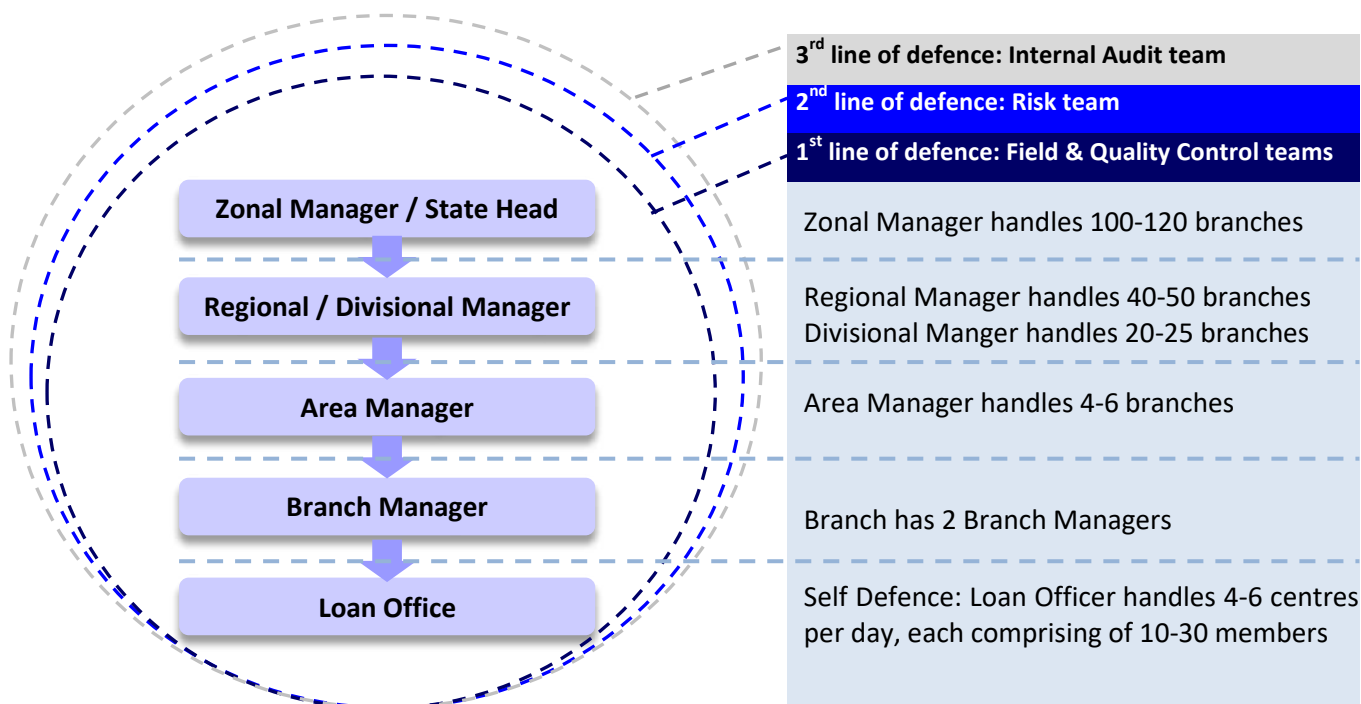 3rd line of defence: Internal Audit team
2nd line of defence: Risk team
1st line of defence: Field & Quality Control teams
Zonal Manager / State Head
Zonal Manager handles 100-120 branches
Regional / Divisional Manager
Regional Manager handles 40-50 branches
Divisional Manger handles 20-25 branches
Area Manager
Area Manager handles 4-6 branches
Branch Manager
Branch has 2 Branch Managers
Loan Office
Self Defence: Loan Officer handles 4-6 centres
per day, each comprising of 10-30 members